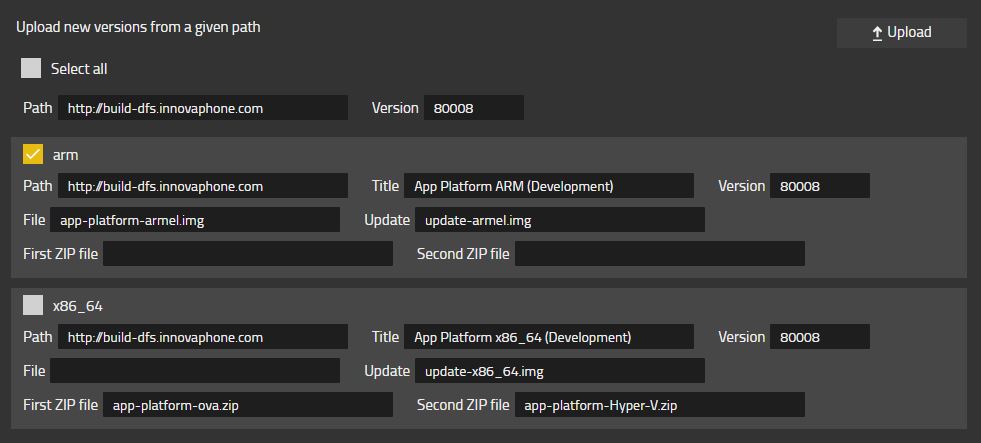 Upload new versions from a given path
Upload
Select all
Path http://build-dfs.innovaphone.com Version 80008
arm
Path http://build-dfs.innovaphone.com Title App Platform ARM (Development) Version 80008
File app-platform-armel.img Update update-armel.img
First ZIP file Second ZIP file
x86_64
Path http://build-dfs.innovaphone.com Title App Platform x86_64 (Development) Version 80008
File Update update-x86_64.img
First ZIP file app-platform-ova.zip Second ZIP file app-platform-Hyper-V.zip